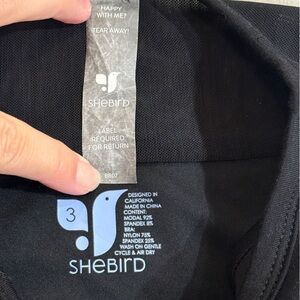 HAPPY
WITH ME?
TEAR AWAY!
SHEBIRD
LABEL
REQUIRED
FOR RETURN
BB07
3
DESIGNED IN
CALIFORNIA
MADE IN CHINA
CONTENT:
MODAL 92%
SPANDEX 8%
BRA:
NYLON 75%
SPANDEX 25%
WASH ON GENTLE
CYCLE & AIR DRY
SHEBIRD